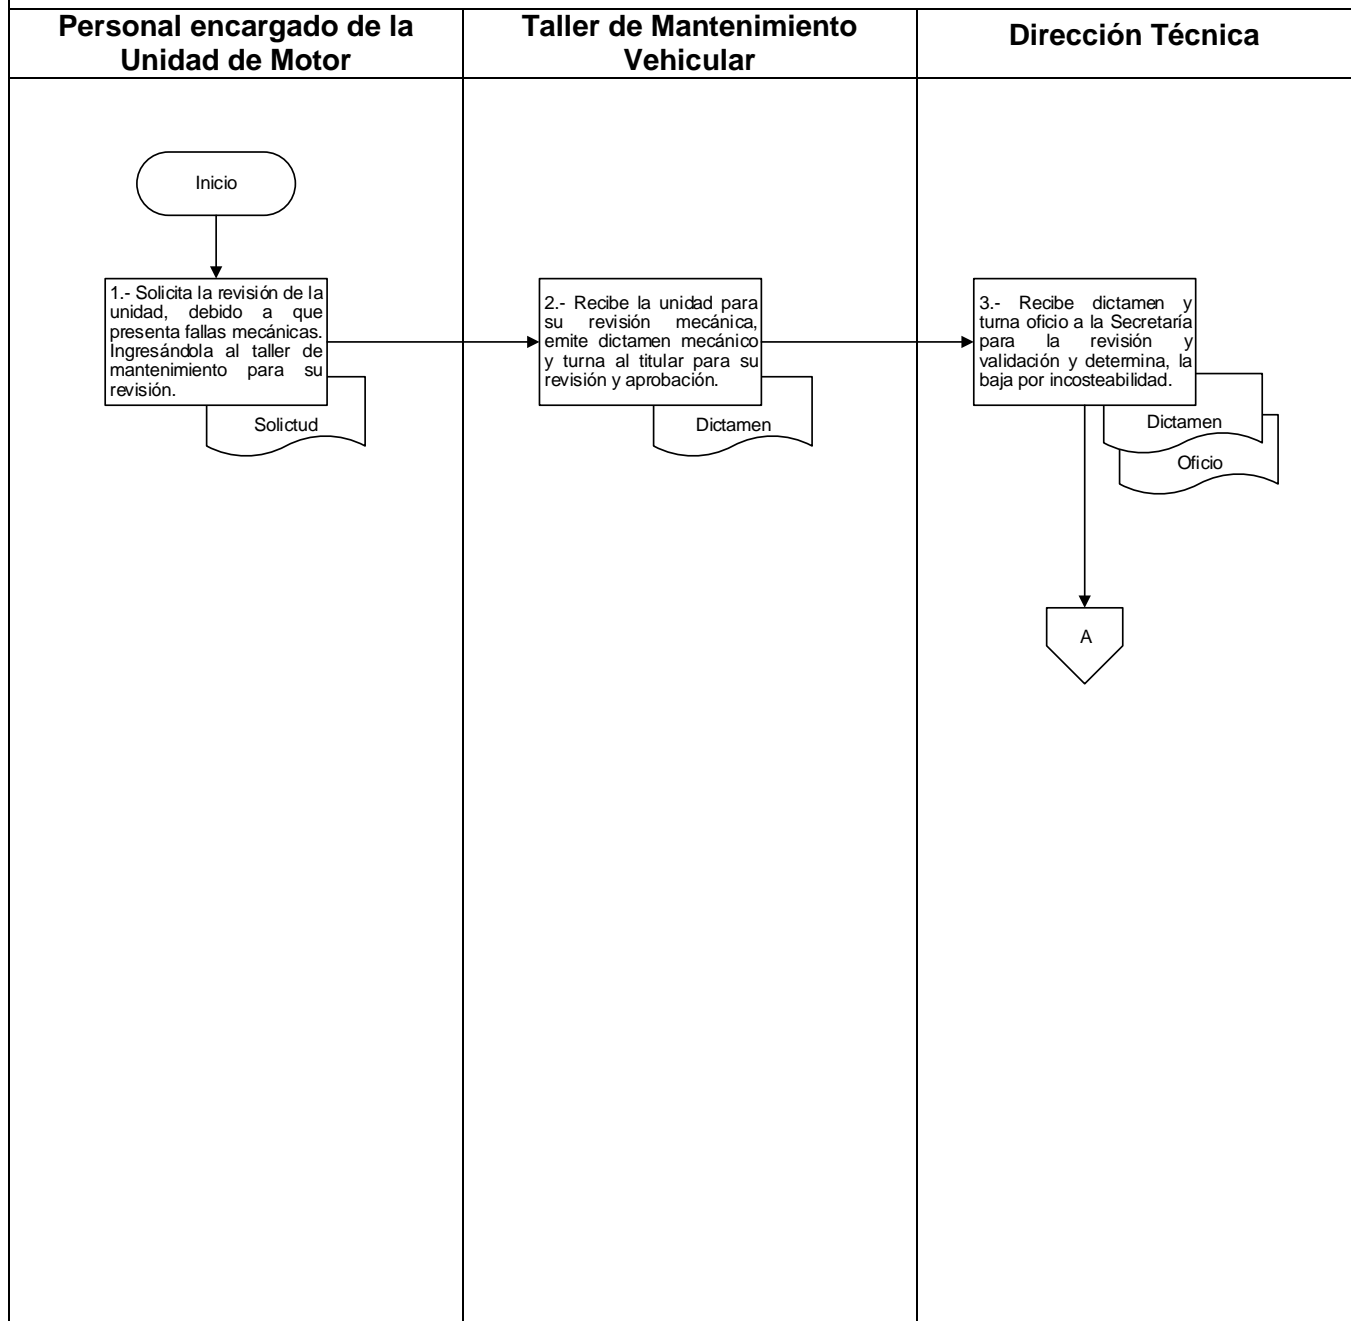 Personal encargado de la
Unidad de Motor
Taller de Mantenimiento
Vehicular
Dirección Técnica
Inicio
1.- Solicita la revisión de la
unidad, debido a que
presenta fallas mecánicas.
Ingresándola al taller de
mantenimiento para su
revisión.
Solictud
2.- Recibe la unidad para
su revisión mecánica,
emite dictamen mecánico
y turna al titular para su
revisión y aprobación.
Dictamen
3.- Recibe dictamen y
turna oficio a la Secretaría
para la revisión y
validación y determina, la
baja por incosteabilidad.
Dictamen
Oficio
A